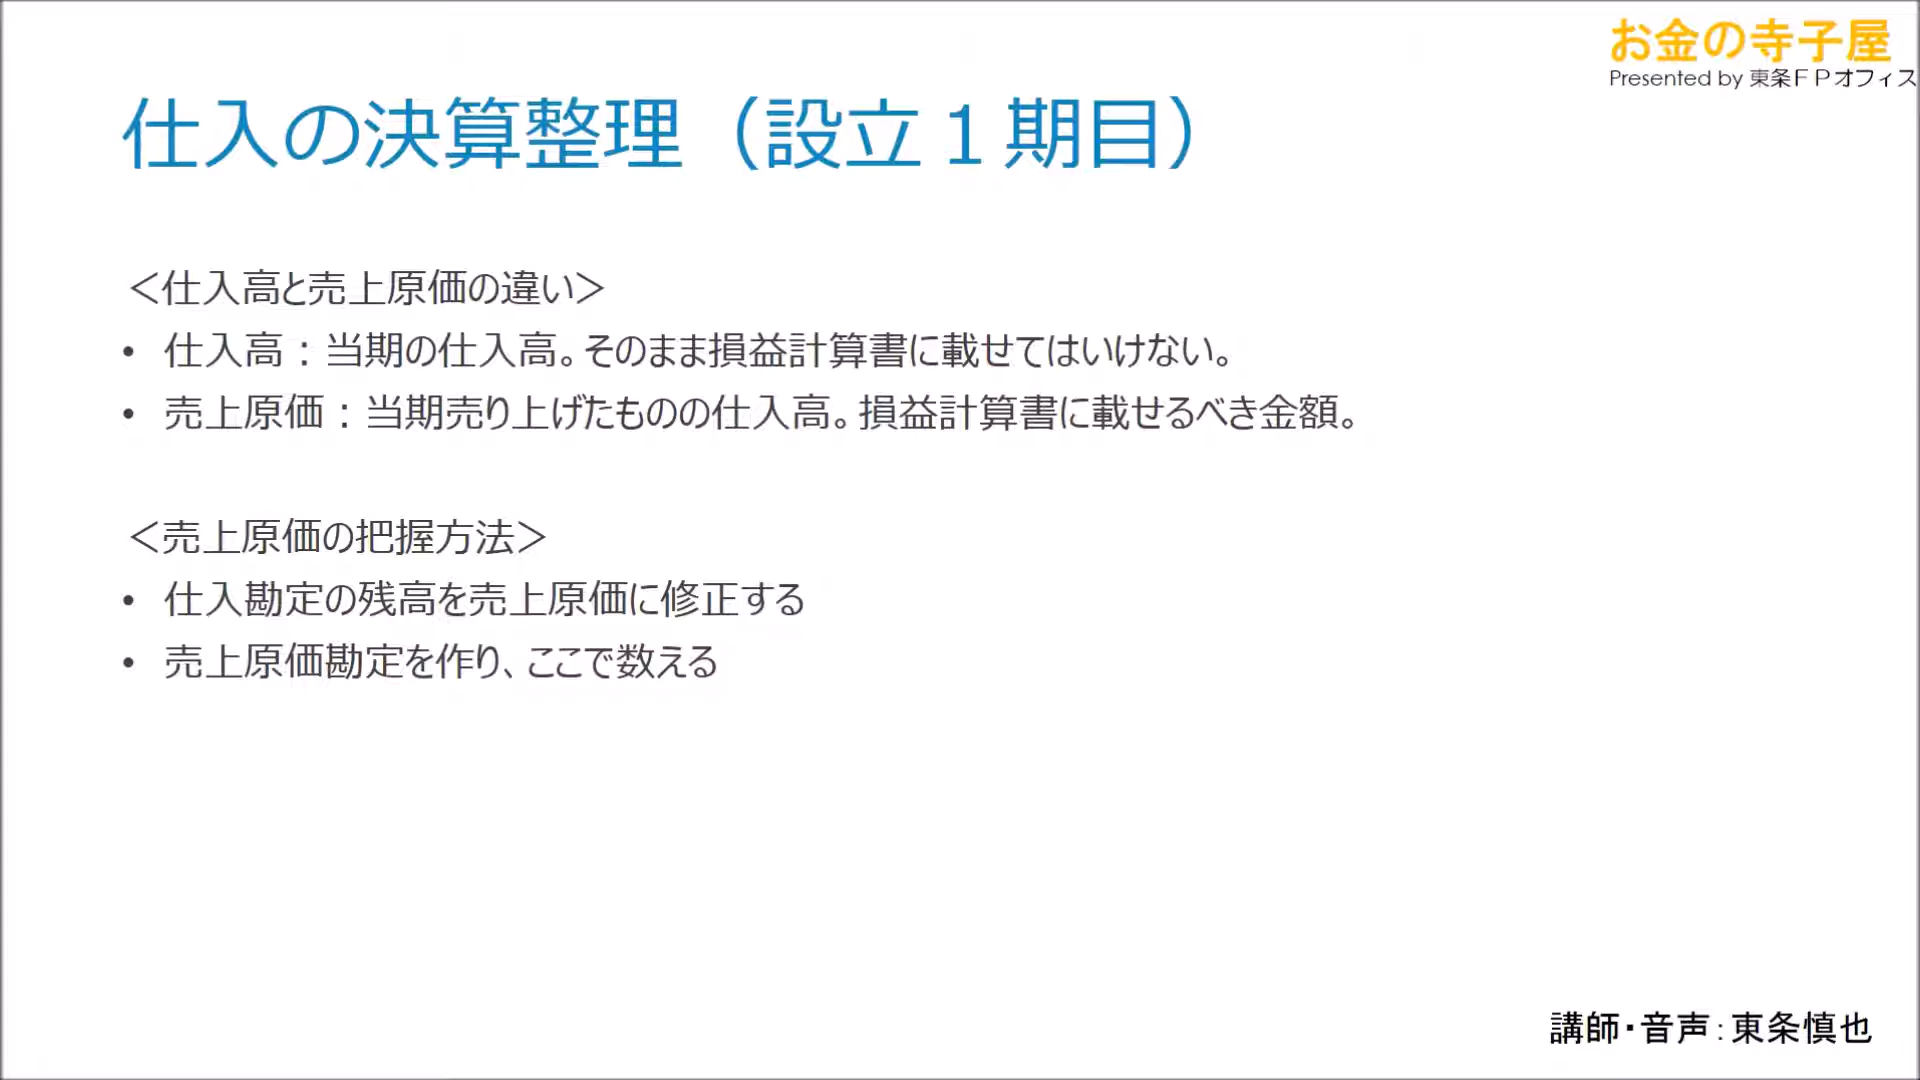 お金の寺子屋
Presented by 東条ＦＰオフィス
仕入の決算整理（設立１期目）
＜仕入高と売上原価の違い＞
• 仕入高：当期の仕入高。そのまま損益計算書に載せてはいけない。
• 売上原価：当期売り上げたものの仕入高。損益計算書に載せるべき金額。
＜売上原価の把握方法＞
• 仕入勘定の残高を売上原価に修正する
• 売上原価勘定を作り、ここで数える
講師・音声：東条慎也